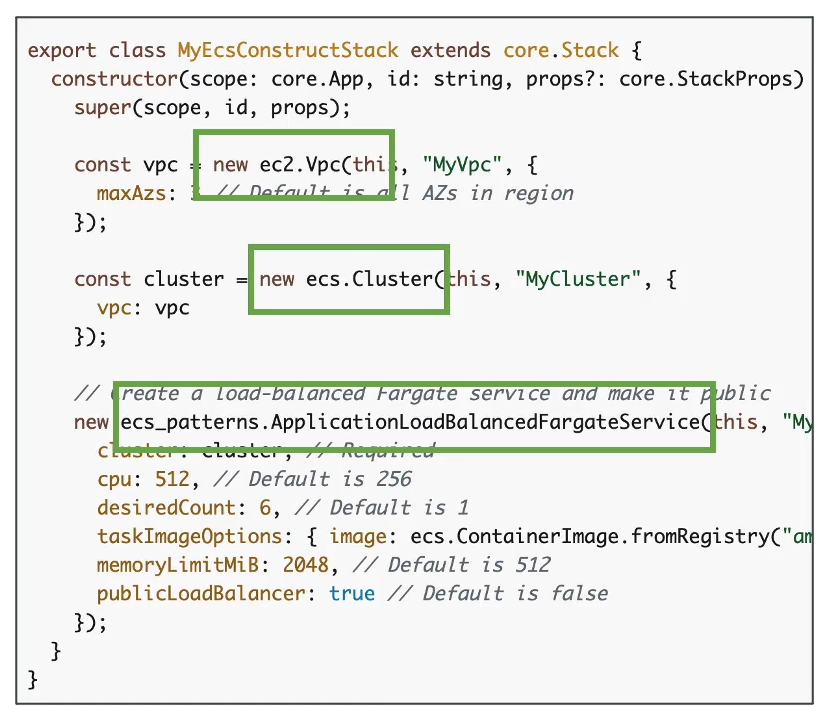 export class MyEcsConstructStack extends core.Stack {
constructor(scope: core.App, id: string, props?: core.StackProps)
super(scope, id, props);
const vpc = new ec2.Vpc(this, "MyVpc", {
maxAzs: 3 // Default is all AZs in region
});
const cluster = new ecs.Cluster(this, "MyCluster", {
vpc: vpc
});
// Create a load-balanced Fargate service and make it public
new ecs_patterns.ApplicationLoadBalancedFargateService(this, "My
cluster: cluster, // Required
cpu: 512, // Default is 256
desiredCount: 6, // Default is 1
taskImageOptions: { image: ecs.ContainerImage.fromRegistry("am
memoryLimitMiB: 2048, // Default is 512
publicLoadBalancer: true // Default is false
});
}
}